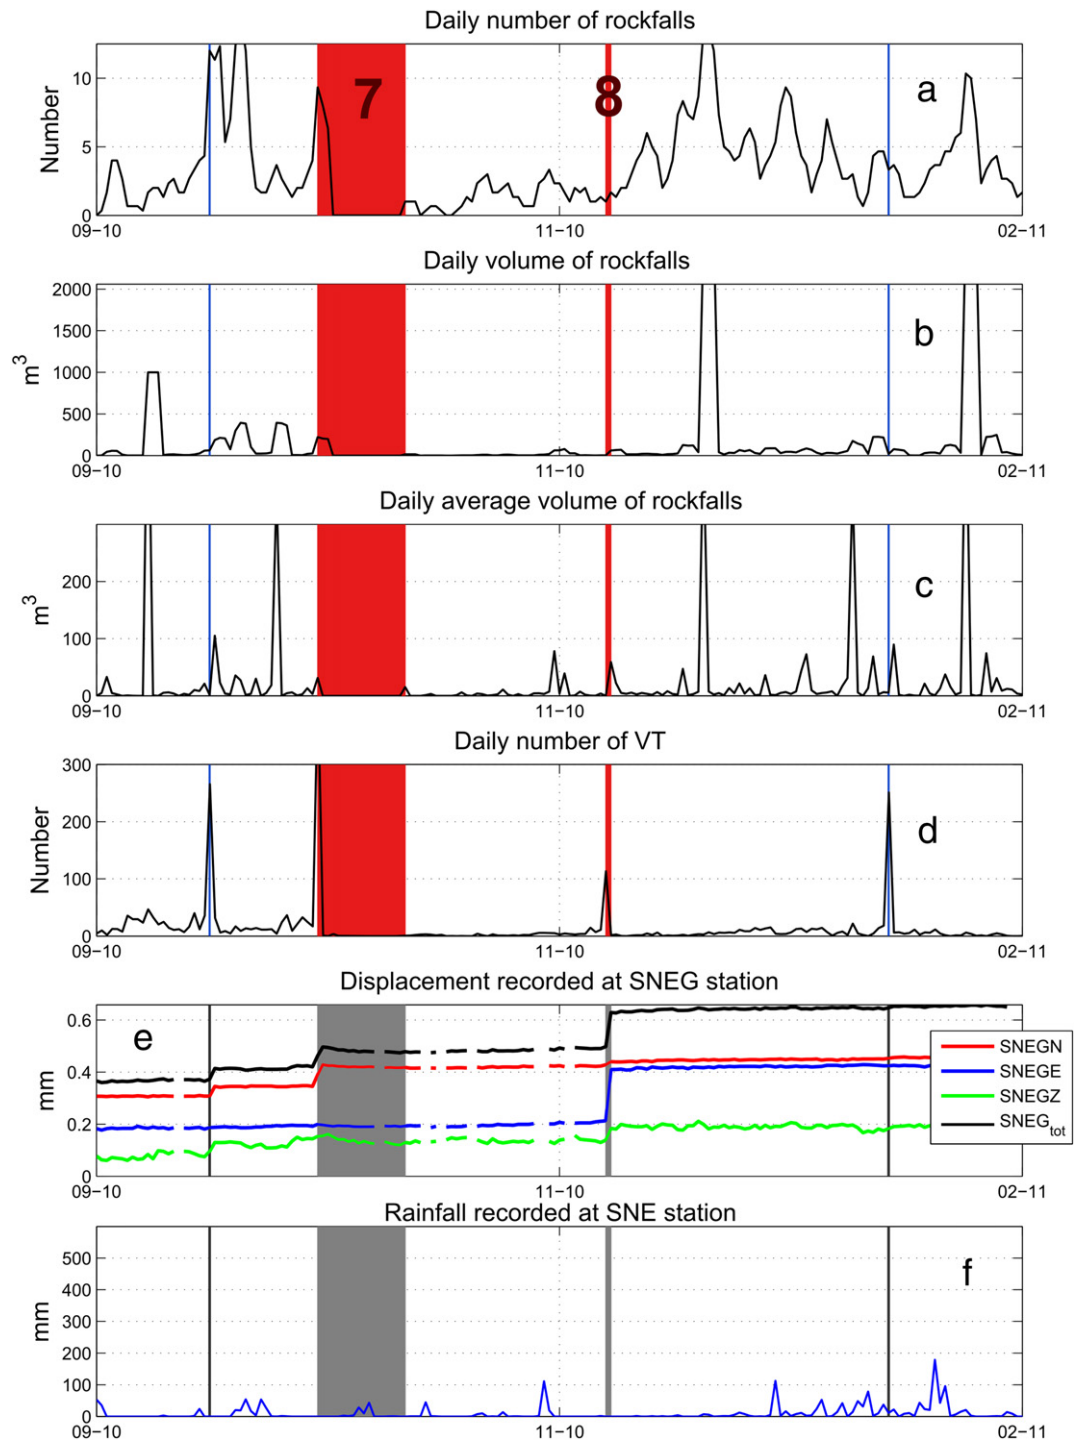 Daily number of rockfalls
Number
10
5
0
7
8
a
09−10
11−10
02−11
Daily volume of rockfalls
m3
2000
1500
1000
500
0
b
09−10
11−10
02−11
Daily average volume of rockfalls
m3
200
100
0
c
09−10
11−10
02−11
Daily number of VT
Number
300
200
100
0
d
09−10
11−10
02−11
Displacement recorded at SNEG station
mm
0.6
0.4
0.2
0
e
SNEGN
SNEGE
SNEGZ
SNEGtot
09−10
11−10
02−11
Rainfall recorded at SNE station
mm
500
400
300
200
100
0
f
09−10
11−10
02−11